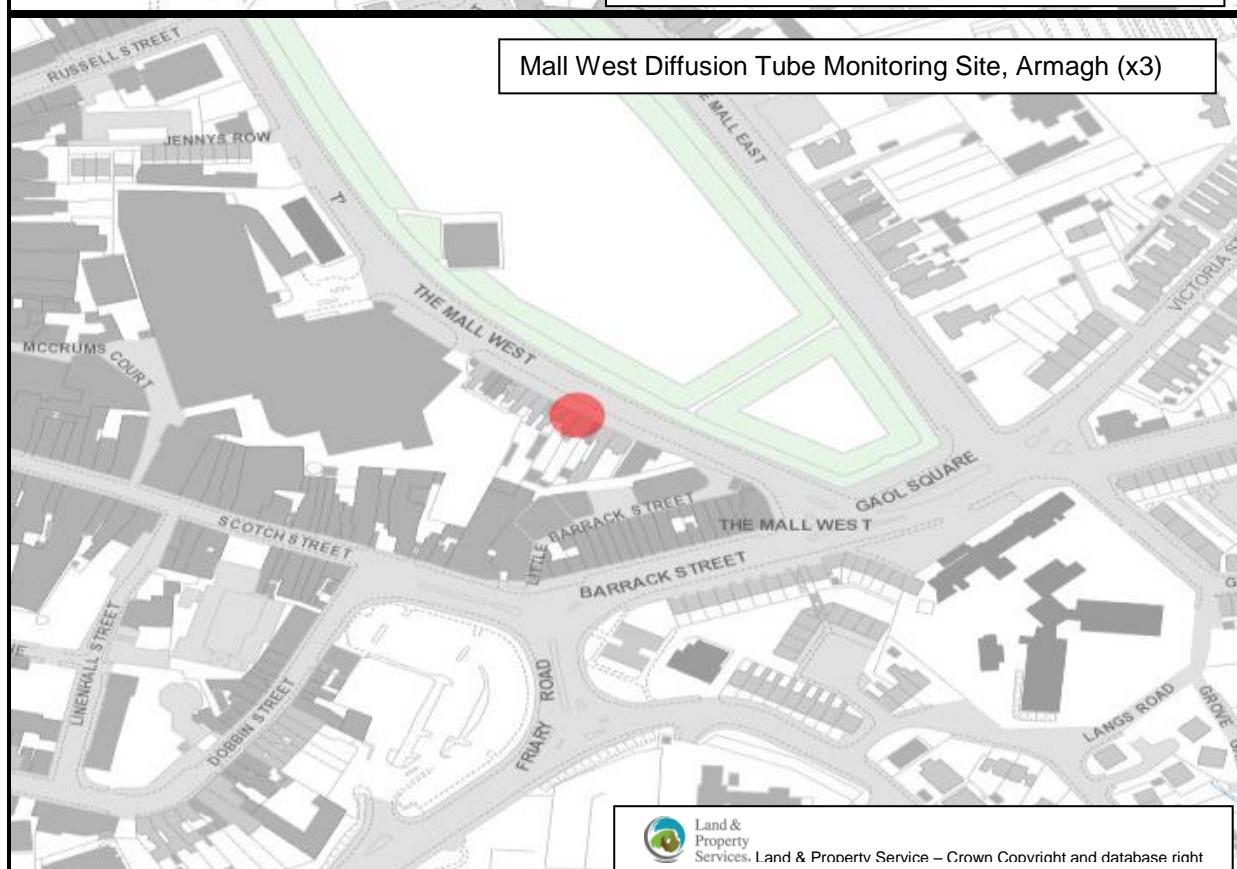 Mall West Diffusion Tube Monitoring Site, Armagh (x3)
RUSSELL STREET
JENNYS ROW
MALL EAST
VICTORIA
THE MALL WEST
MCCRUMS COURT
GAOL SQUARE
BARRACK STREET
LITTLE
THE MALL WEST
SCOTCH STREET
BARRACK STREET
LINENHALL STREET
DOBBIN STREET
FRIARY ROAD
LANGS ROAD
GROVE
Land &
Property
Services. Land & Property Service – Crown Copyright and database right